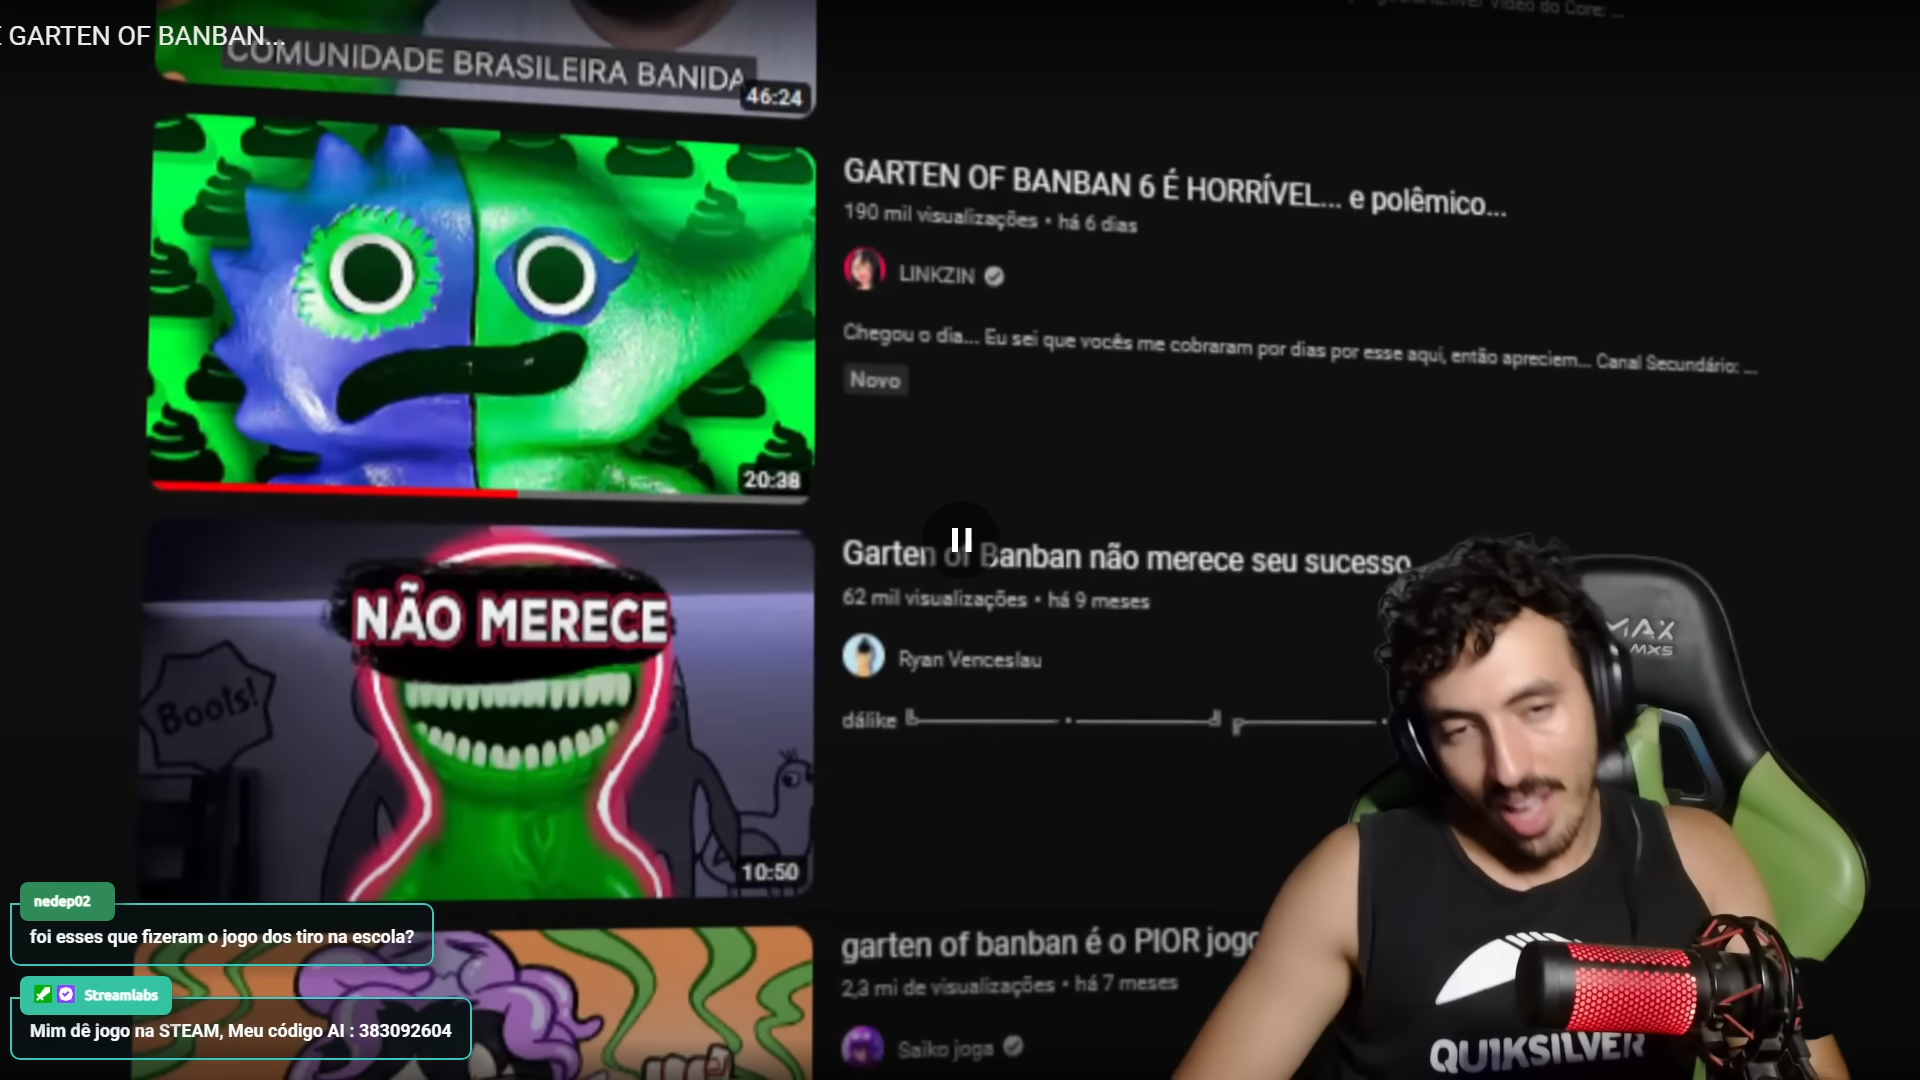 E GARTEN OF BANBAN...
COMUNIDADE BRASILEIRA BANIDA
46:24
GARTEN OF BANBAN 6 É HORRÍVEL... e polêmico...
190 mil visualizações • há 6 dias
LINKZIN
Chegou o dia... Eu sei que vocês me cobraram por dias por esse aqui, então apreciem... Canal Secundário: ...
Novo
20:38
NÃO MERECE
Boots!
10:50
Garten of Banban não merece seu sucesso
62 mil visualizações • há 9 meses
Ryan Venceslau
dálike
garten of banban é o PIOR jogo
2,3 mi de visualizações • há 7 meses
Saiko joga
MAX
MX5
QUIKSILVER
nedep02
foi esses que fizeram o jogo dos tiro na escola?
Streamlabs
Mim dê jogo na STEAM, Meu código AI : 383092604